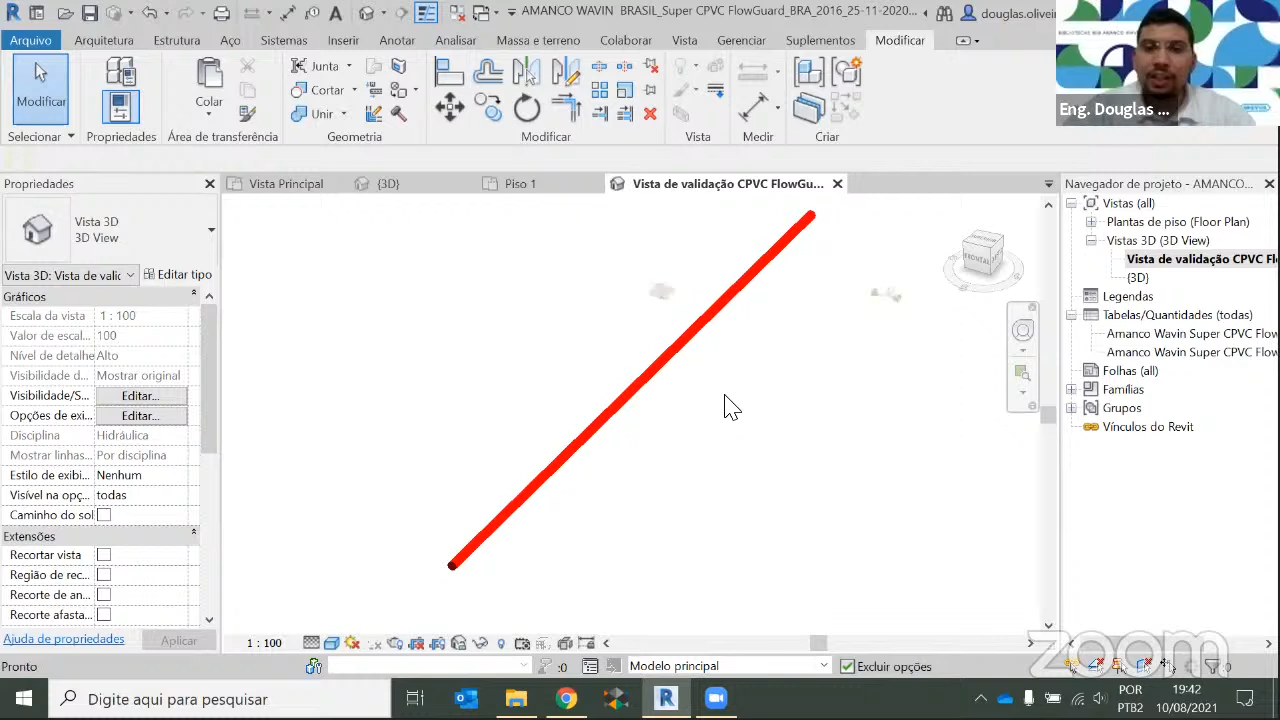 AMANCO WAVIN BRASIL_Super CPVC FlowGuard_BRA_2016_25-11-2020...
douglas.oliveir
Arquivo
Arquitetura
Aço
Sistemas
Analisar
Massa e terreno
Vista
Gerenciar
Modificar
Modificar
Colar
Junta
Cortar
Unir
Selecionar
Propriedades
Área de transferência
Geometria
Modificar
Vista
Medir
Criar
Eng. Douglas ...
Propriedades
Vista Principal
{3D}
Piso 1
Vista de validação CPVC FlowGu...
Navegador de projeto - AMANCO...
Vista 3D
3D View
Vista 3D: Vista de valic
Editar tipo
Gráficos
Escala da vista
1 : 100
Valor de escal...
100
Nível de detalhe
Alto
Visibilidade d...
Mostrar original
Visibilidade/S...
Editar...
Opções de exi...
Editar...
Disciplina
Hidráulica
Mostrar linhas...
Por disciplina
Estilo de exibi...
Nenhum
Visível na opç...
todas
Caminho do sol
Extensões
Recortar vista
Região de rec...
Recorte de an...
Recorte afasta...
Ajuda de propriedades
Aplicar
FRONTAL
Vistas (all)
Plantas de piso (Floor Plan)
Vistas 3D (3D View)
Vista de validação CPVC Fl
{3D}
Legendas
Tabelas/Quantidades (todas)
Amanco Wavin Super CPVC Flow
Amanco Wavin Super CPVC Flow
Folhas (all)
Famílias
Grupos
Vínculos do Revit
1 : 100
Pronto
:0
Modelo principal
Excluir opções
zoom
Digite aqui para pesquisar
POR
PTB2
19:42
10/08/2021